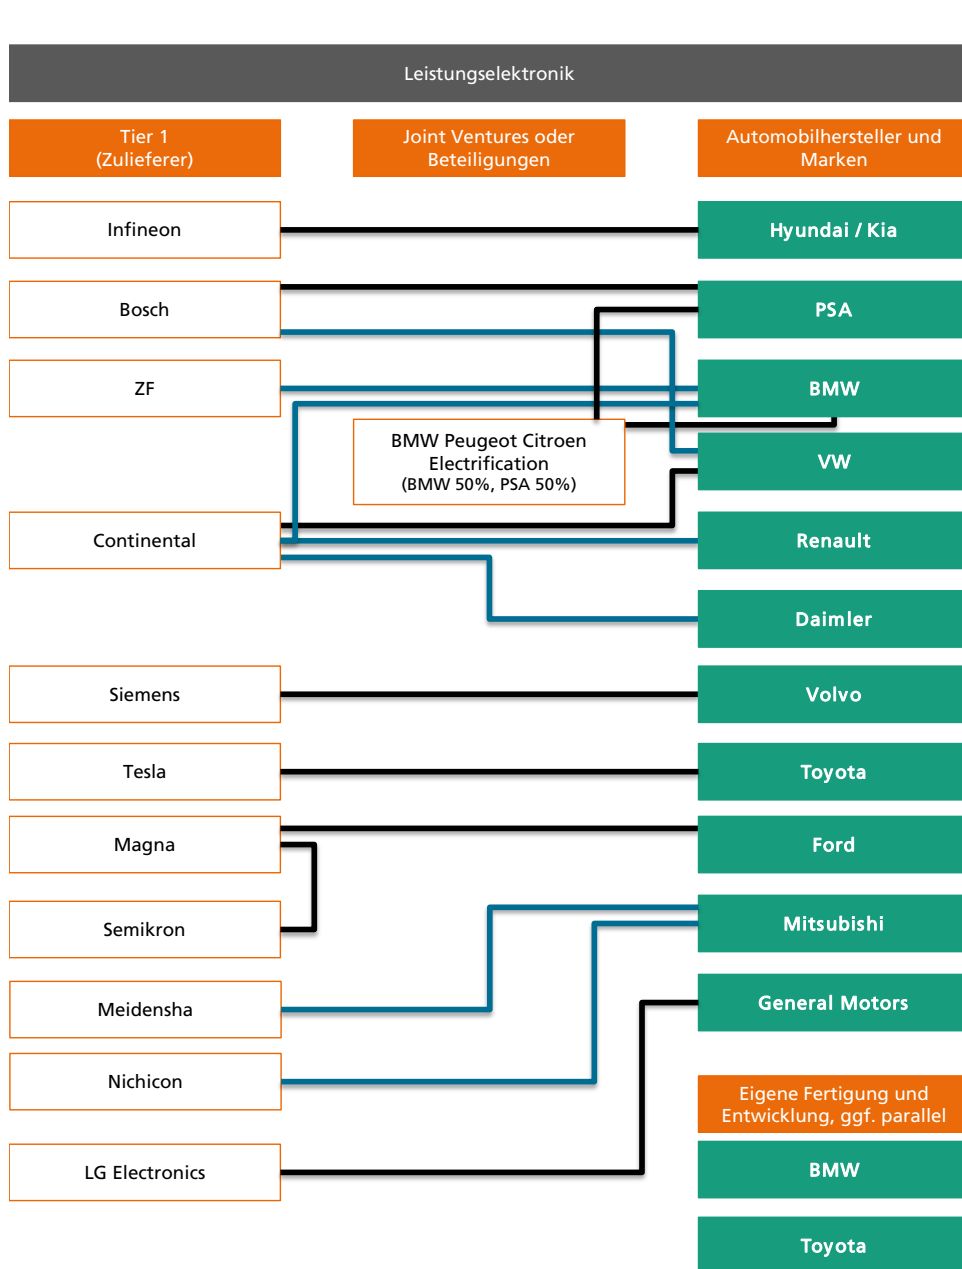 Leistungselektronik
Tier 1
(Zulieferer)
Joint Ventures oder
Beteiligungen
Automobilhersteller und
Marken
Infineon
Hyundai / Kia
Bosch
PSA
ZF
BMW
BMW Peugeot Citroen
Electrification
(BMW 50%, PSA 50%)
VW
Continental
Renault
Daimler
Siemens
Volvo
Tesla
Toyota
Magna
Ford
Semikron
Mitsubishi
Meidensha
General Motors
Nichicon
Eigene Fertigung und
Entwicklung, ggf. parallel
LG Electronics
BMW
Toyota